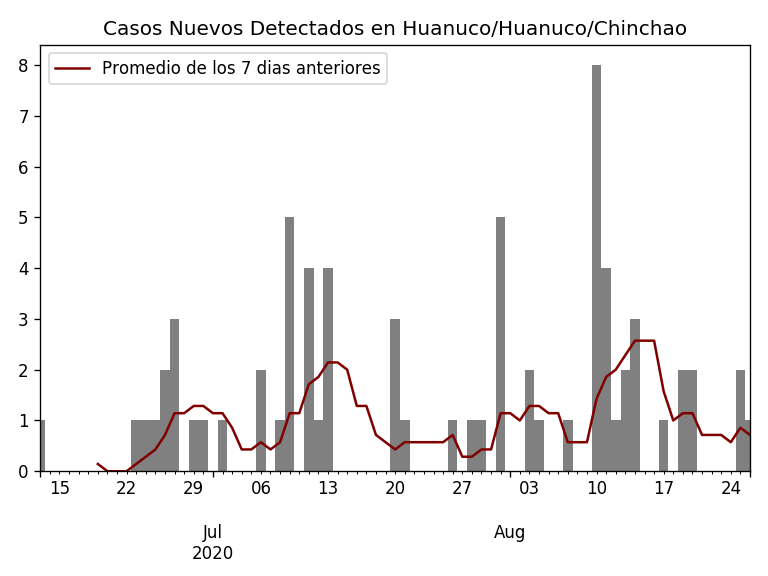 Casos Nuevos Detectados en Huanuco/Huanuco/Chinchao
Promedio de los 7 dias anteriores
8
7
6
5
4
3
2
1
0
15 22 29 06 13 20 27 03 10 17 24
Jul Aug
2020